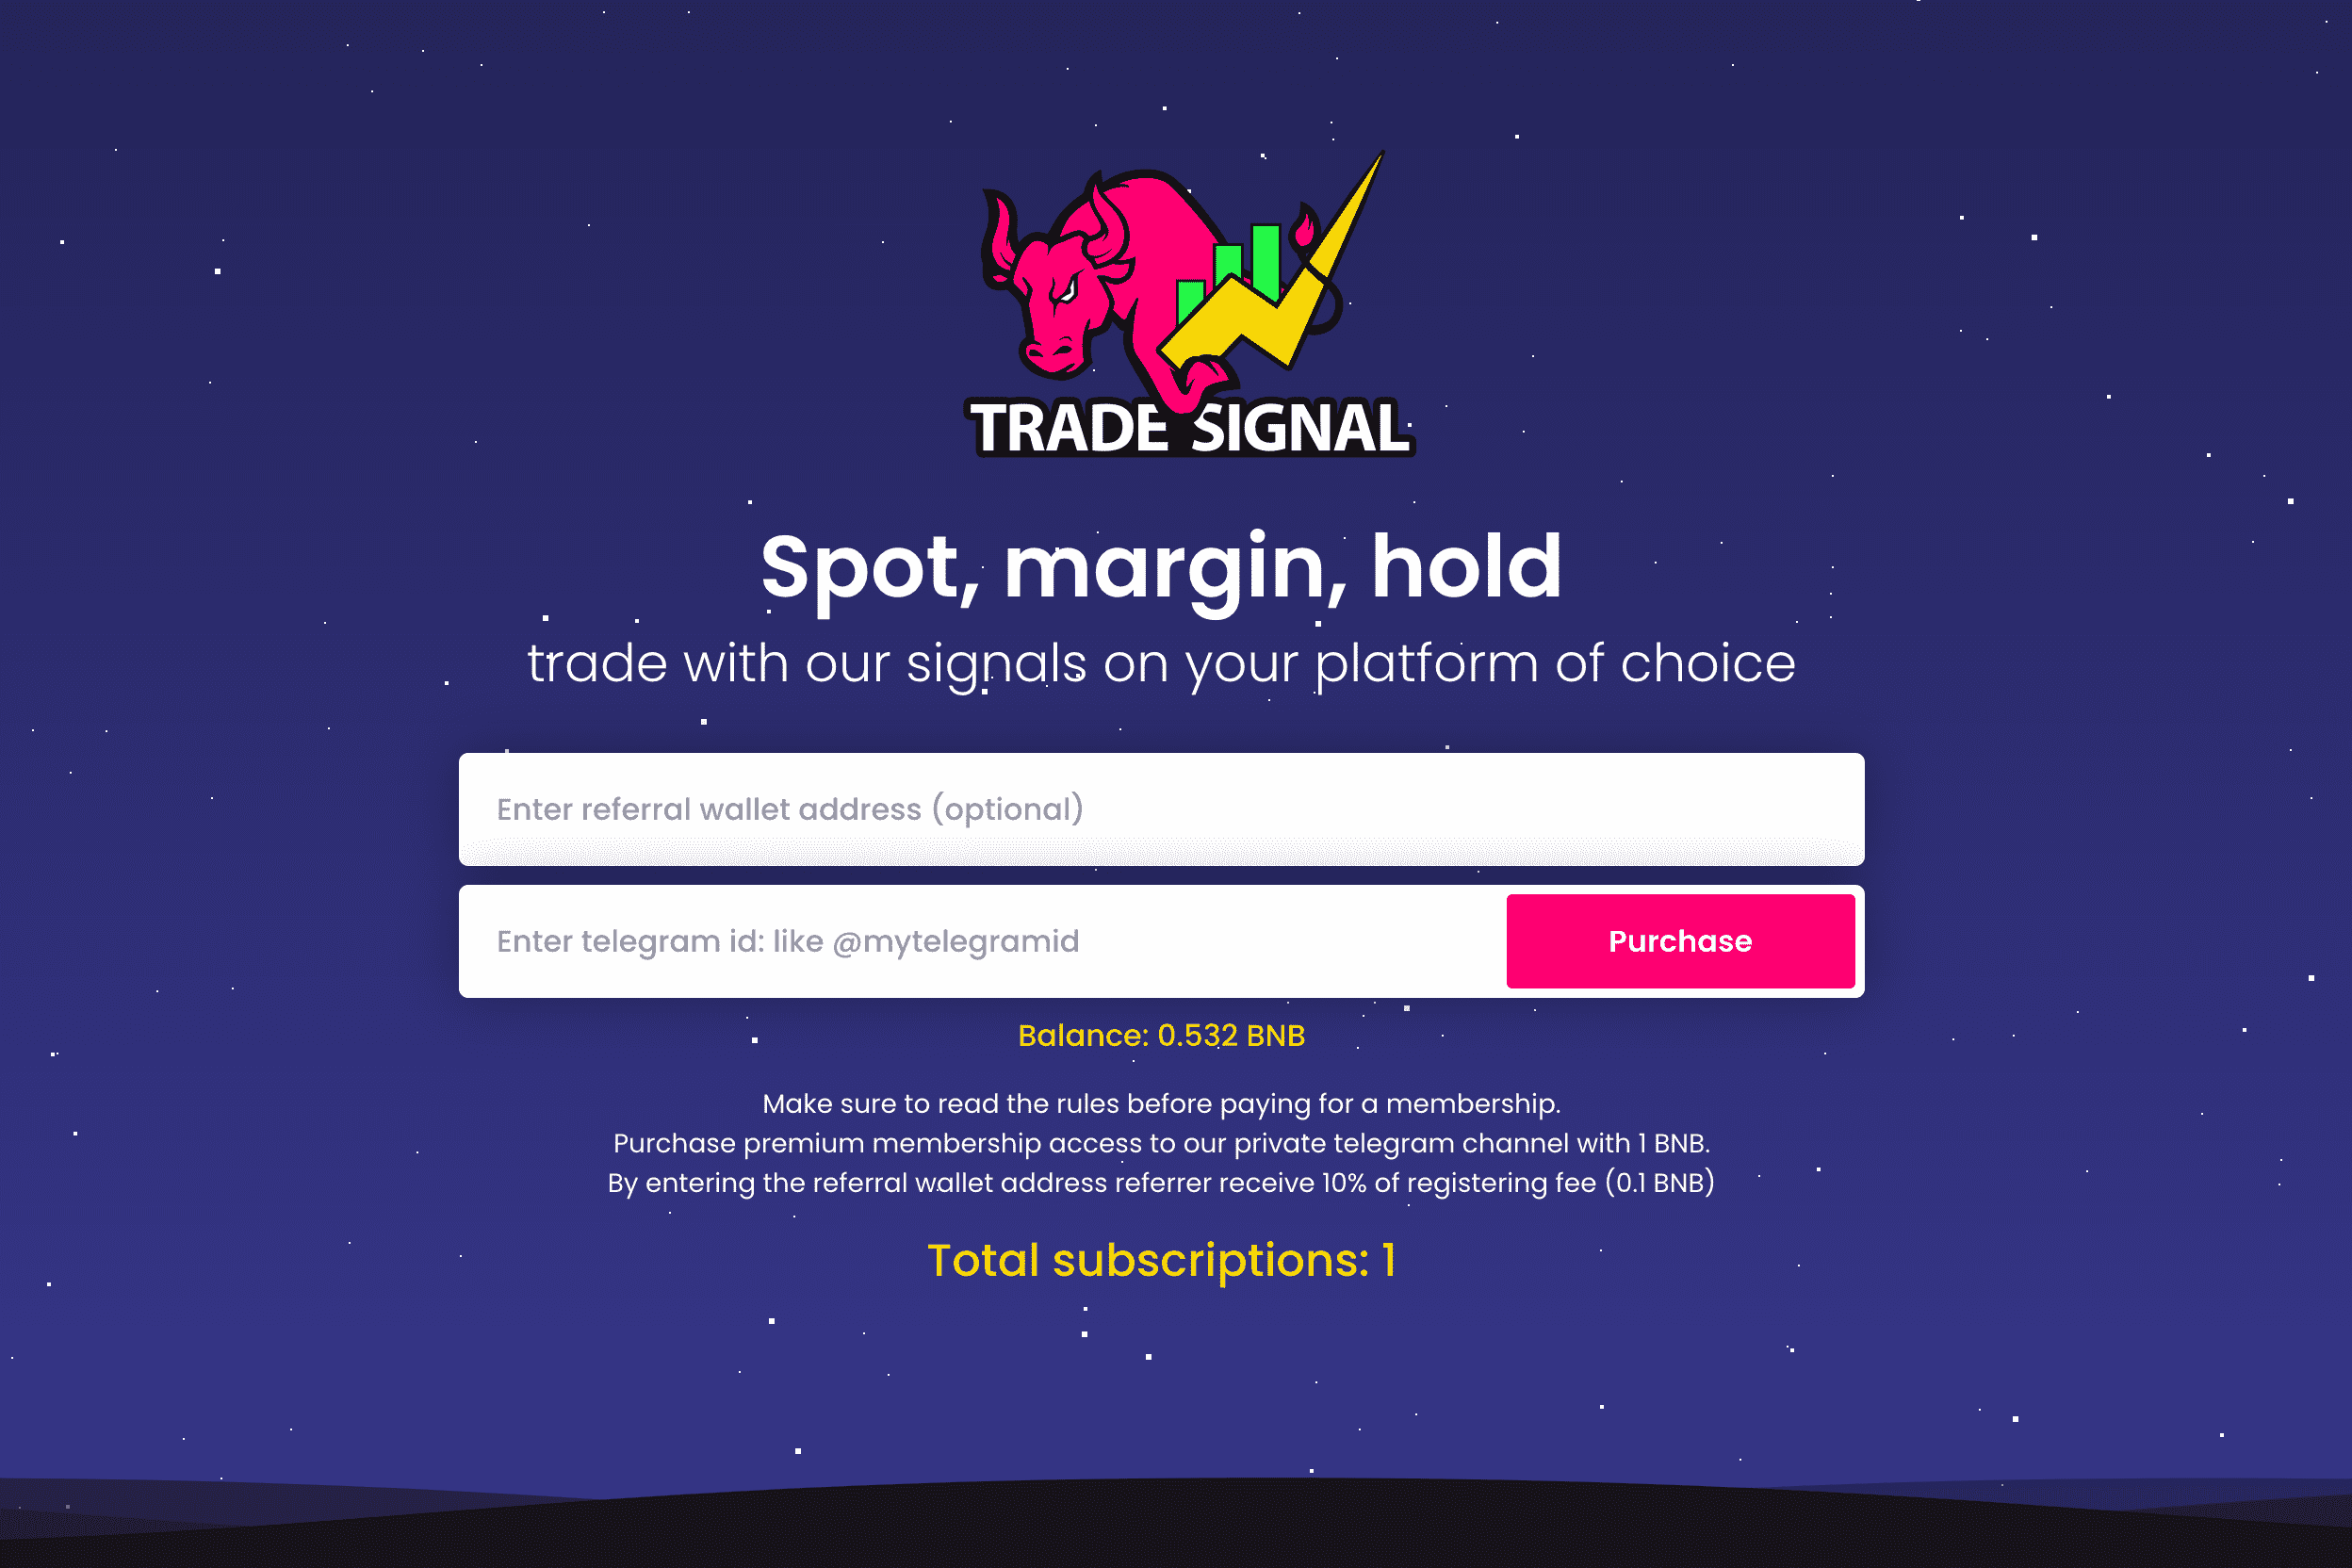 TRADE SIGNAL
Spot, margin, hold
trade with our signals on your platform of choice
Enter referral wallet address (optional)
Enter telegram id: like @mytelegramid
Purchase
Balance: 0.532 BNB
Make sure to read the rules before paying for a membership.
Purchase premium membership access to our private telegram channel with 1 BNB.
By entering the referral wallet address referrer receive 10% of registering fee (0.1 BNB)
Total subscriptions: 1